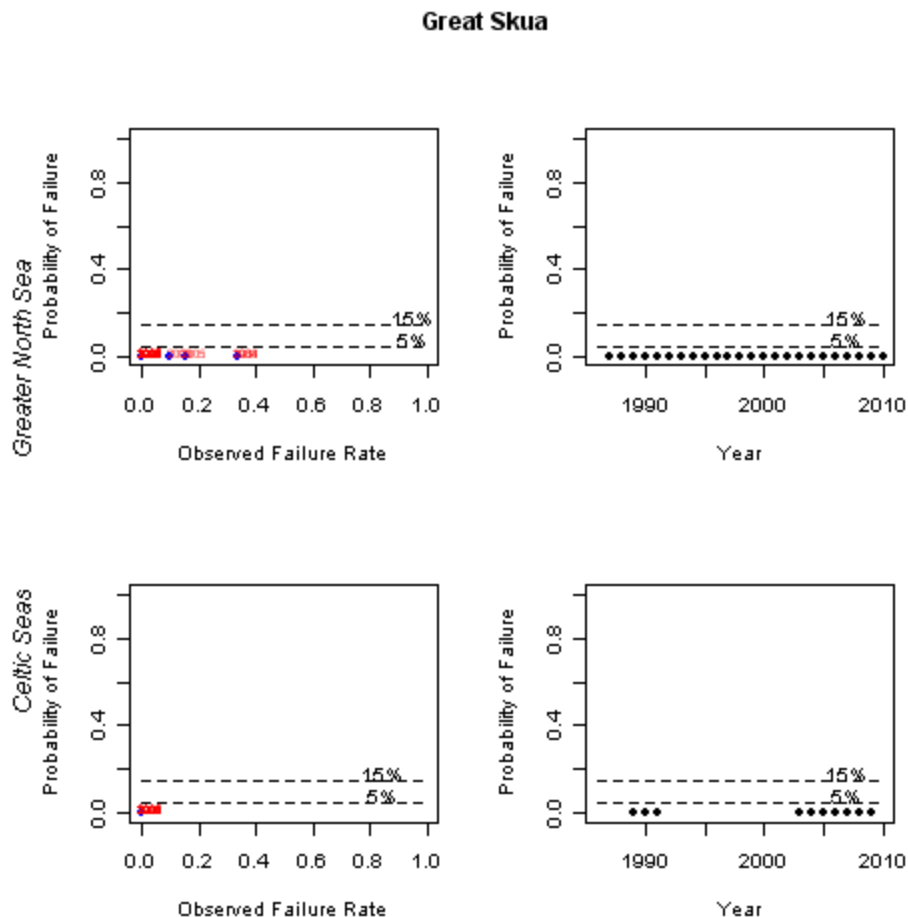 Great Skua
Greater North Sea
Probability of Failure
0.0 0.4 0.8
15%
5%
0.0 0.2 0.4 0.6 0.8 1.0
Observed Failure Rate
Probability of Failure
0.0 0.4 0.8
15%
5%
1990 2000 2010
Year
Celtic Seas
Probability of Failure
0.0 0.4 0.8
15%
5%
0.0 0.2 0.4 0.6 0.8 1.0
Observed Failure Rate
Probability of Failure
0.0 0.4 0.8
15%
5%
1990 2000 2010
Year